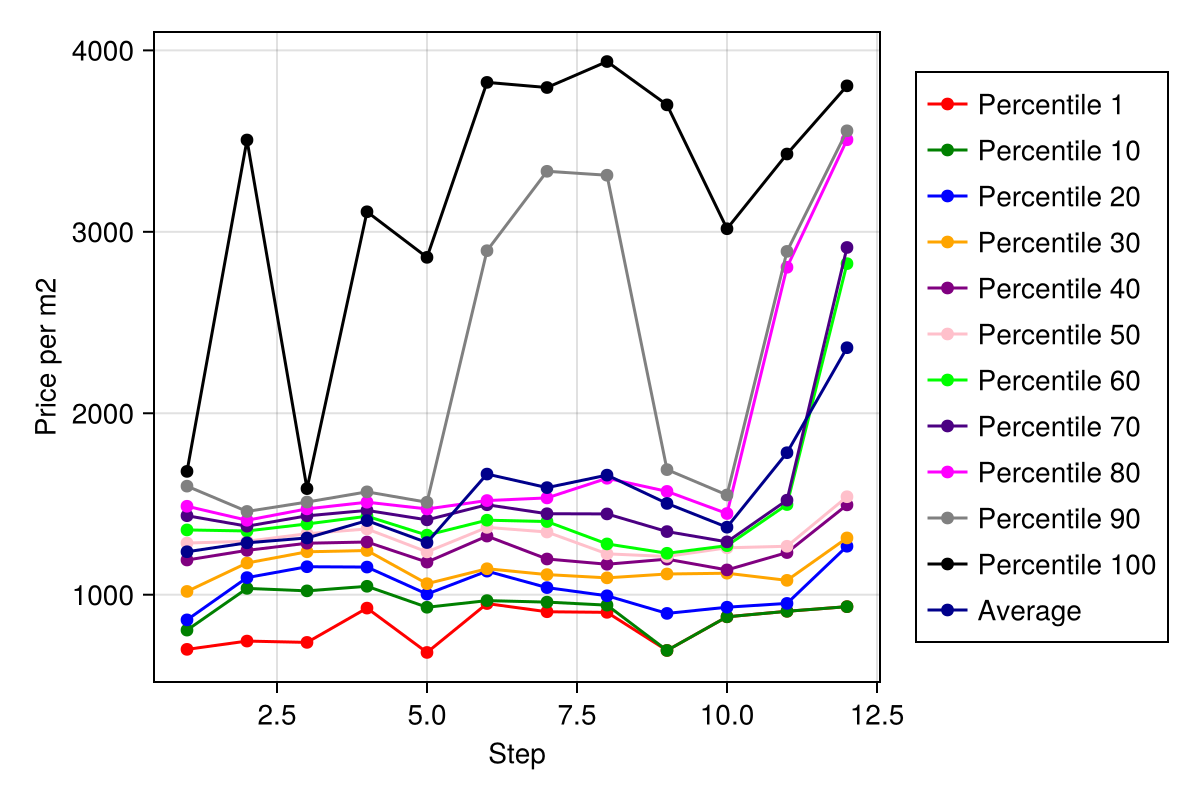 4000
3000
2000
1000
Price per m2
2.5 5.0 7.5 10.0 12.5
Step
Percentile 1
Percentile 10
Percentile 20
Percentile 30
Percentile 40
Percentile 50
Percentile 60
Percentile 70
Percentile 80
Percentile 90
Percentile 100
Average